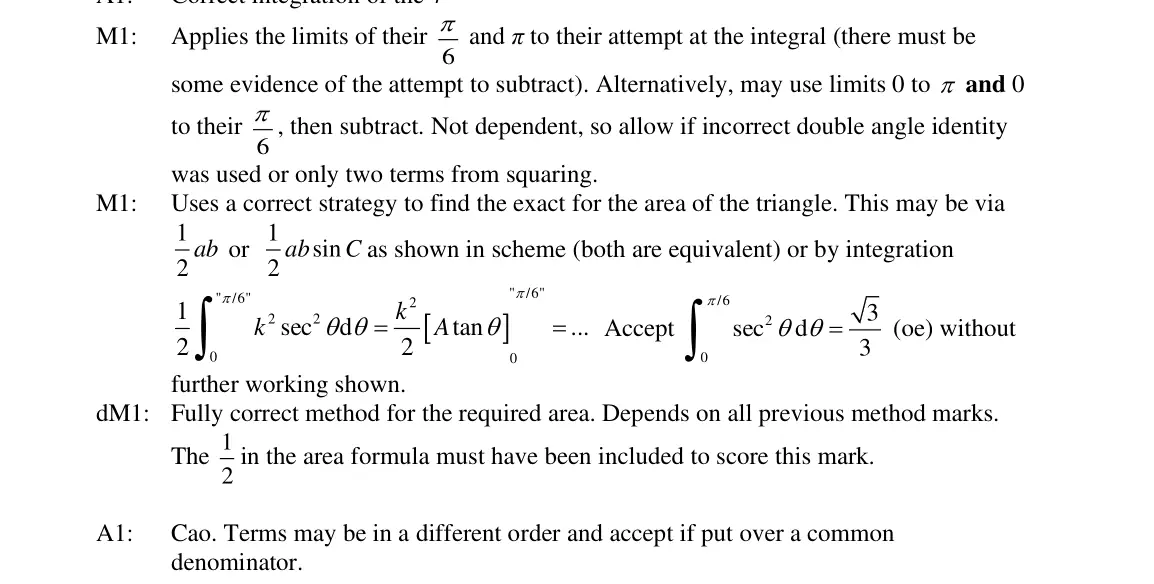 M1: Applies the limits of their π/6 and π to their attempt at the integral (there must be
some evidence of the attempt to subtract). Alternatively, may use limits 0 to π and 0
to their π/6, then subtract. Not dependent, so allow if incorrect double angle identity
was used or only two terms from squaring.
M1: Uses a correct strategy to find the exact for the area of the triangle. This may be via
1/2 ab or 1/2 ab sin C as shown in scheme (both are equivalent) or by integration
1/2 ∫₀^"π/6" k² sec² θdθ = k²/2 [A tan θ]₀^"π/6" = ... Accept ∫₀^π/6 sec² θ dθ = √3/3 (oe) without
further working shown.
dM1: Fully correct method for the required area. Depends on all previous method marks.
The 1/2 in the area formula must have been included to score this mark.
A1: Cao. Terms may be in a different order and accept if put over a common
denominator.